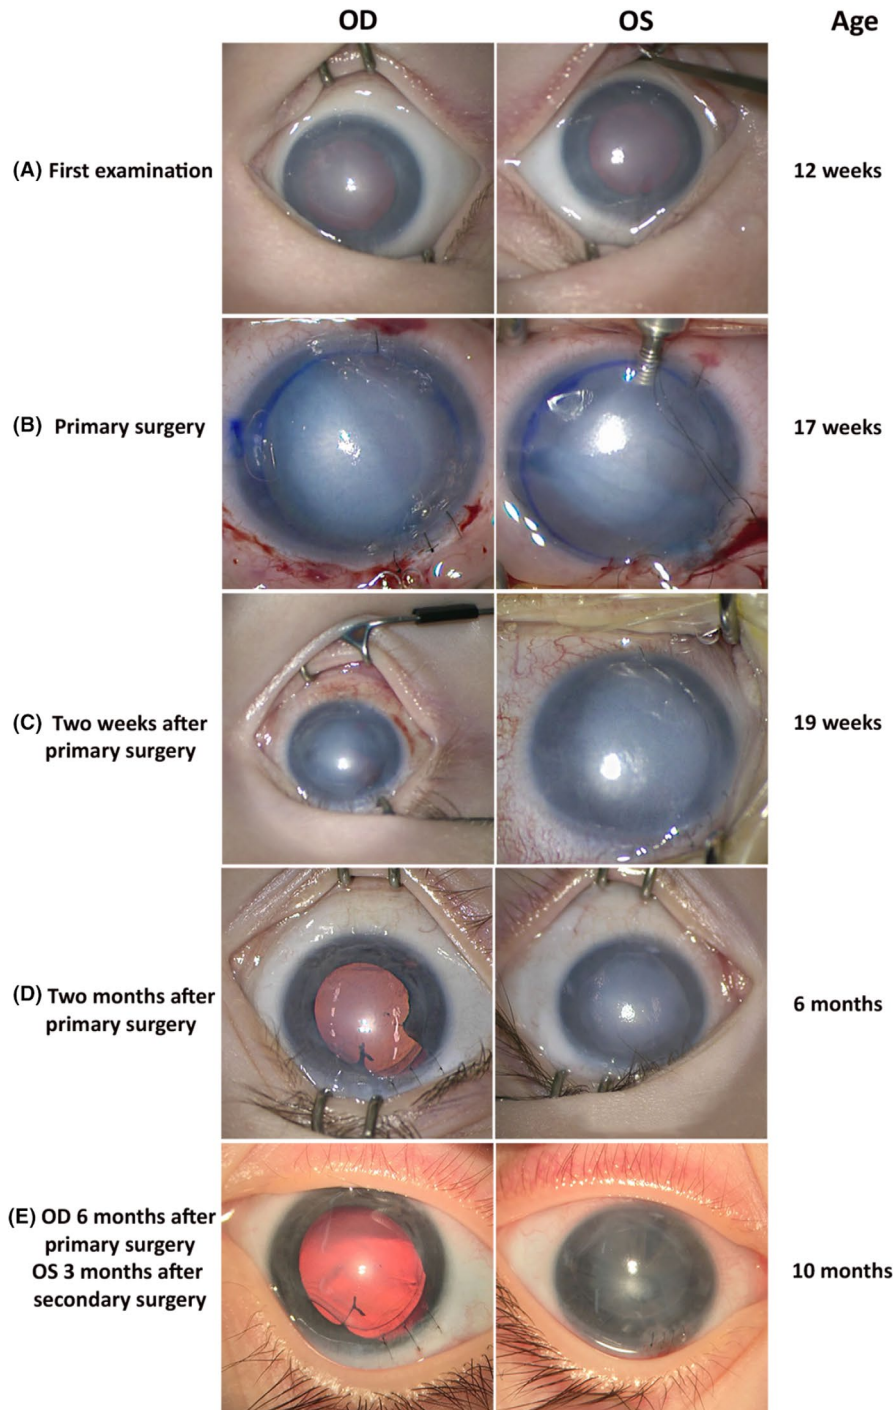 OD OS Age
(A) First examination 12 weeks
(B) Primary surgery 17 weeks
(C) Two weeks after
primary surgery 19 weeks
(D) Two months after
primary surgery 6 months
(E) OD 6 months after
primary surgery
OS 3 months after
secondary surgery 10 months